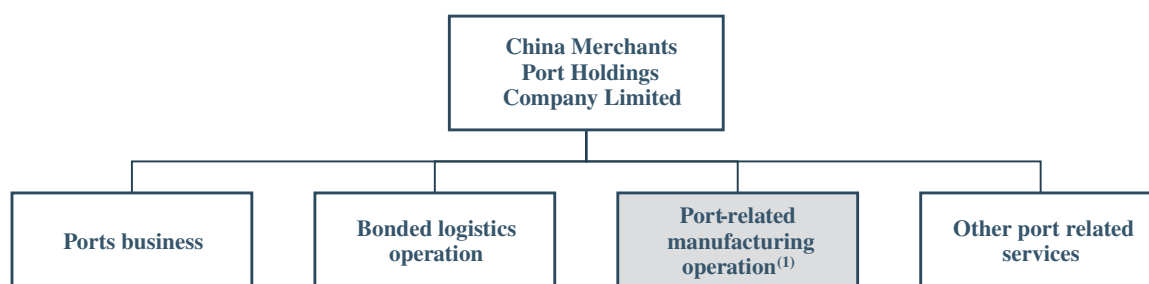 China Merchants
Port Holdings
Company Limited
Ports business
Bonded logistics
operation
Port-related
manufacturing
operation(1)
Other port related
services